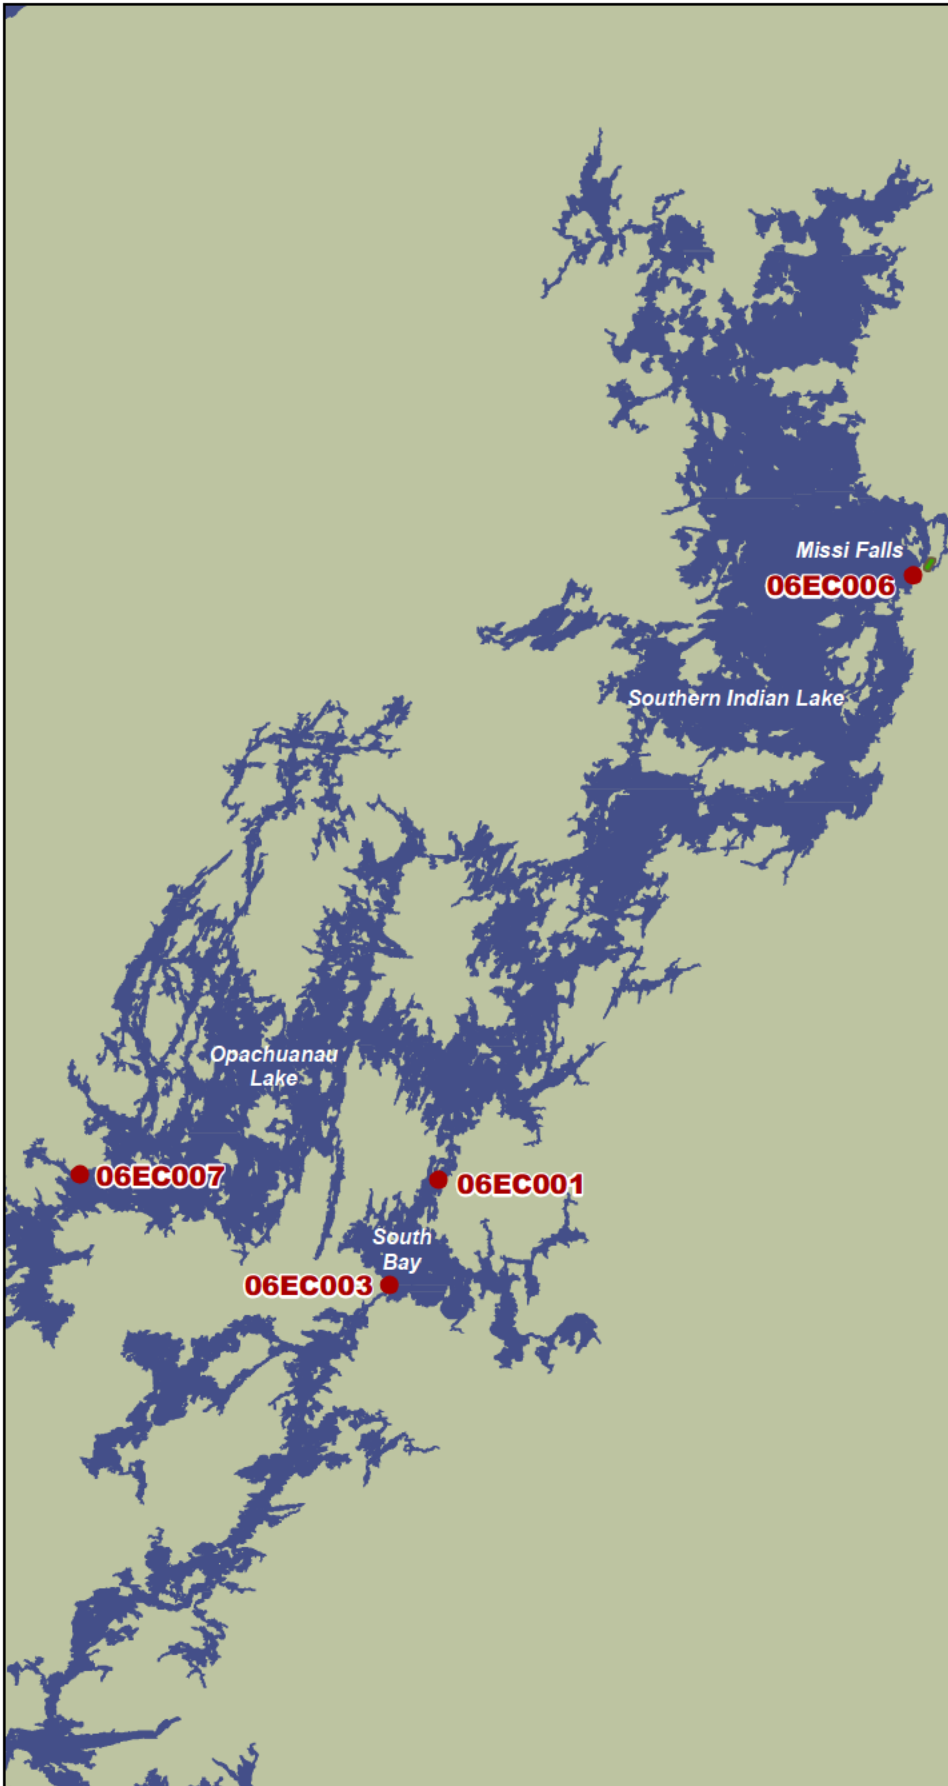 Missi Falls
06EC006
Southern Indian Lake
Opachuanau
Lake
06EC007
06EC001
South
Bay
06EC003